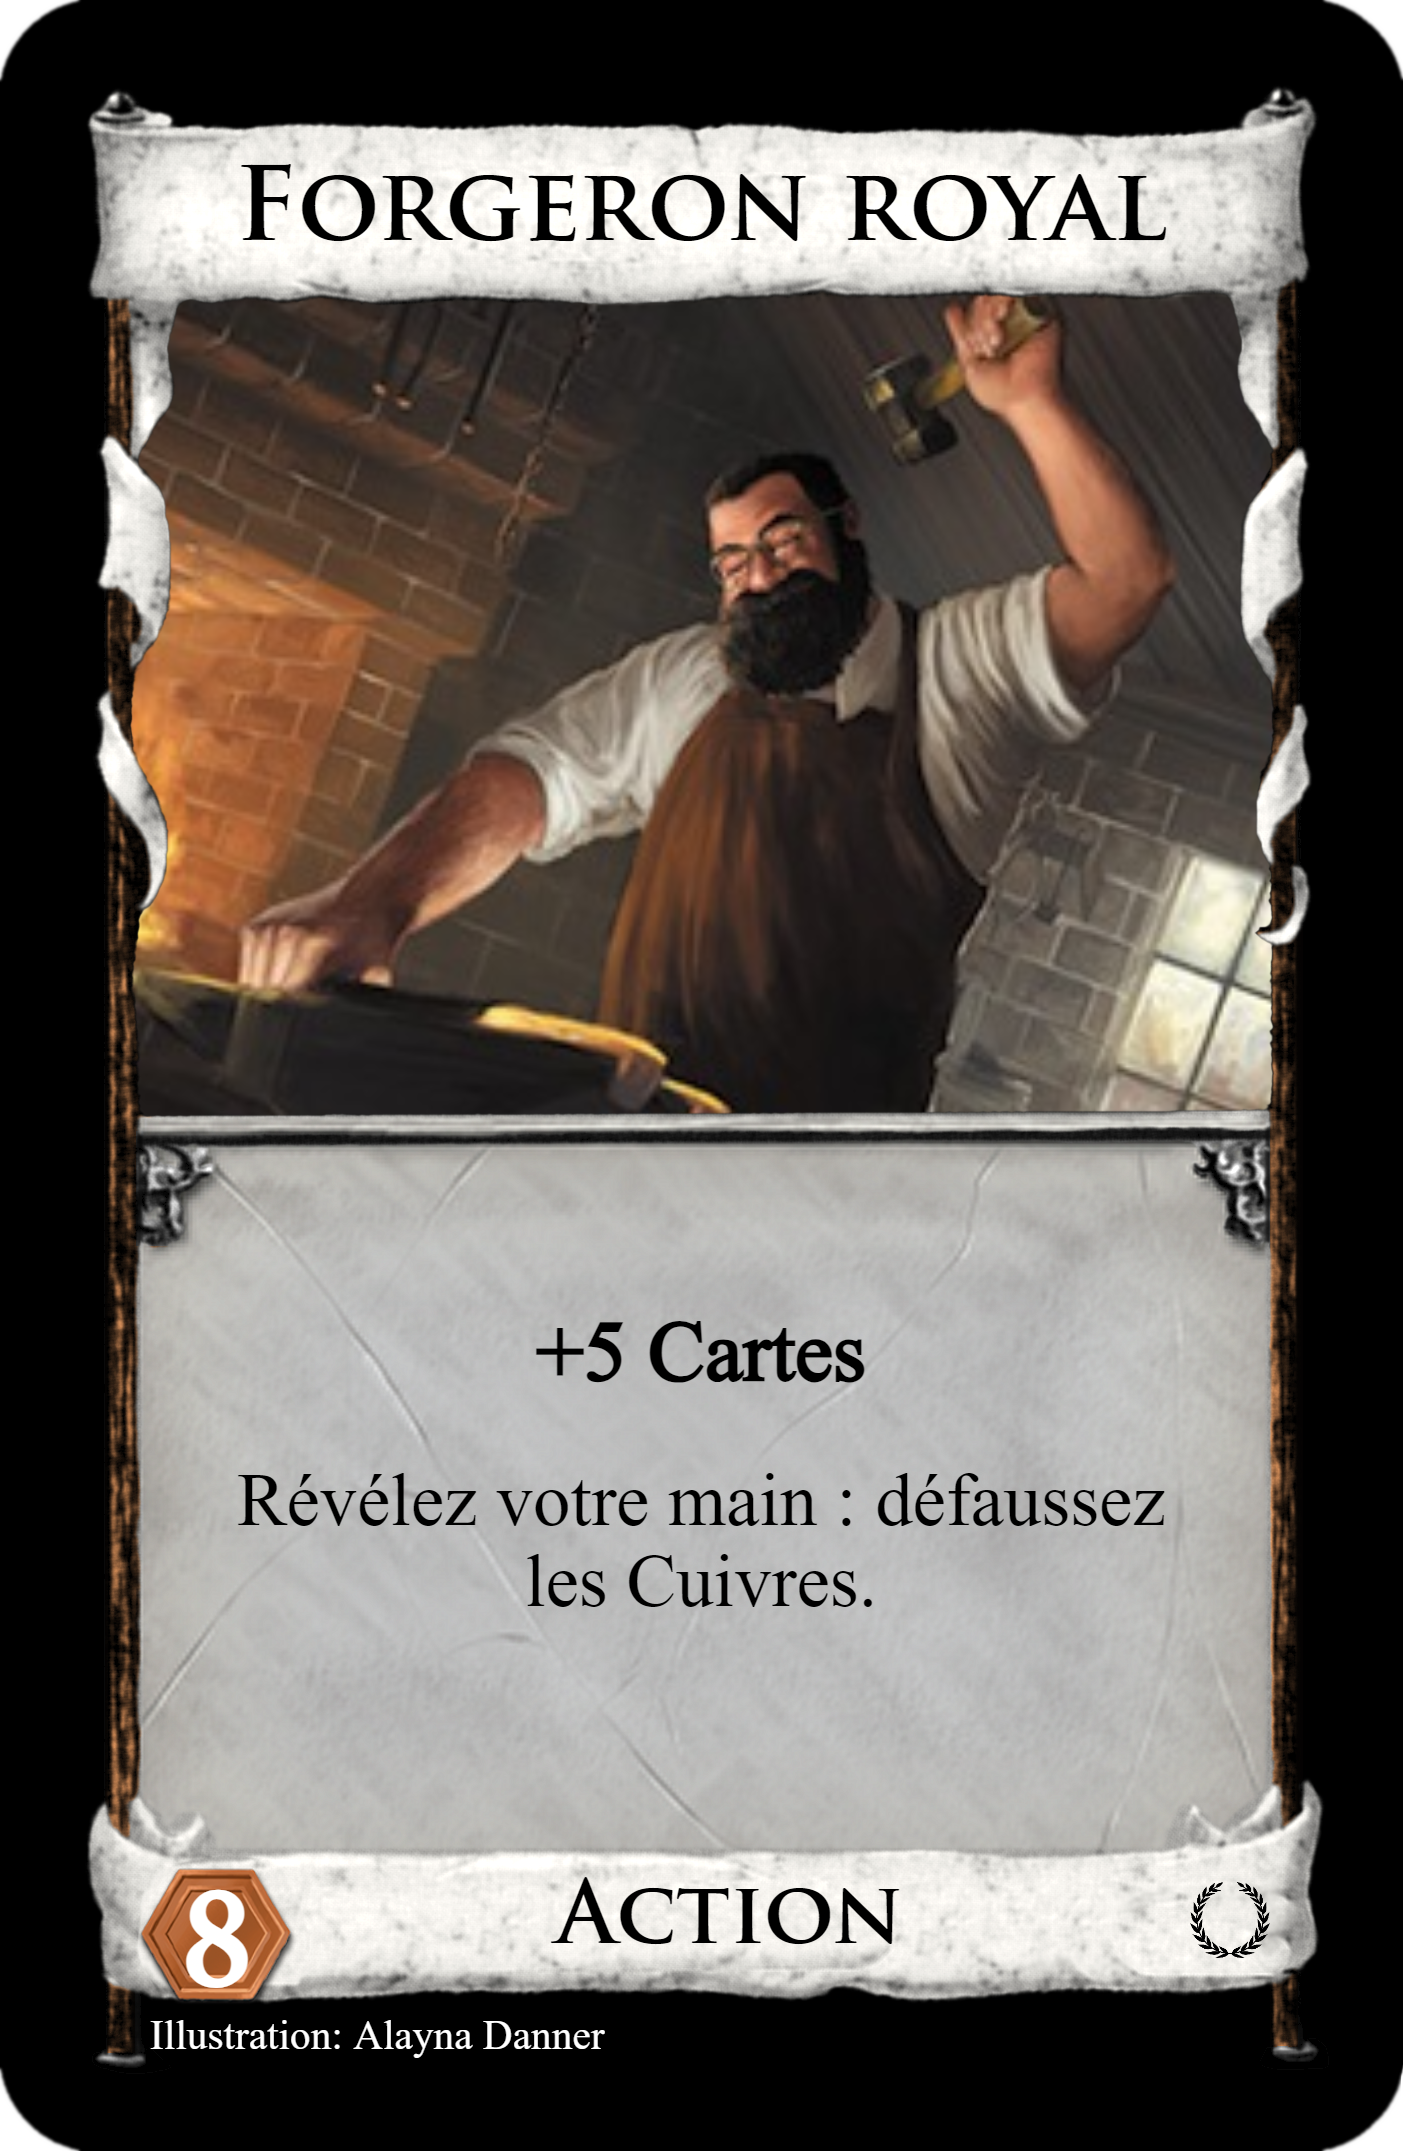 FORGERON ROYAL
+5 Cartes
Révélez votre main : défaussez
les Cuivres.
8
ACTION
Illustration: Alayna Danner